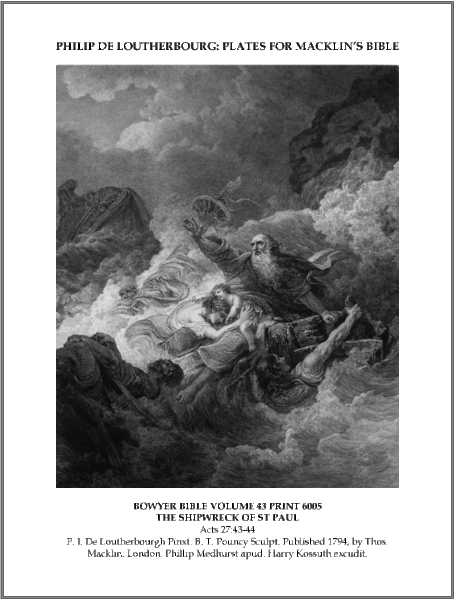 PHILIP DE LOUTHERBOURG: PLATES FOR MACKLIN'S BIBLE
BOWYER BIBLE VOLUME 43 PRINT 6005
THE SHIPWRECK OF ST PAUL
Acts 27:43-44
P. I. De Loutherbourgh Pinxt. B. T. Pouncy Sculpt. Published 1794, by Thos.
Macklin. London. Phillip Medhurst apud. Harry Kossuth excudit.